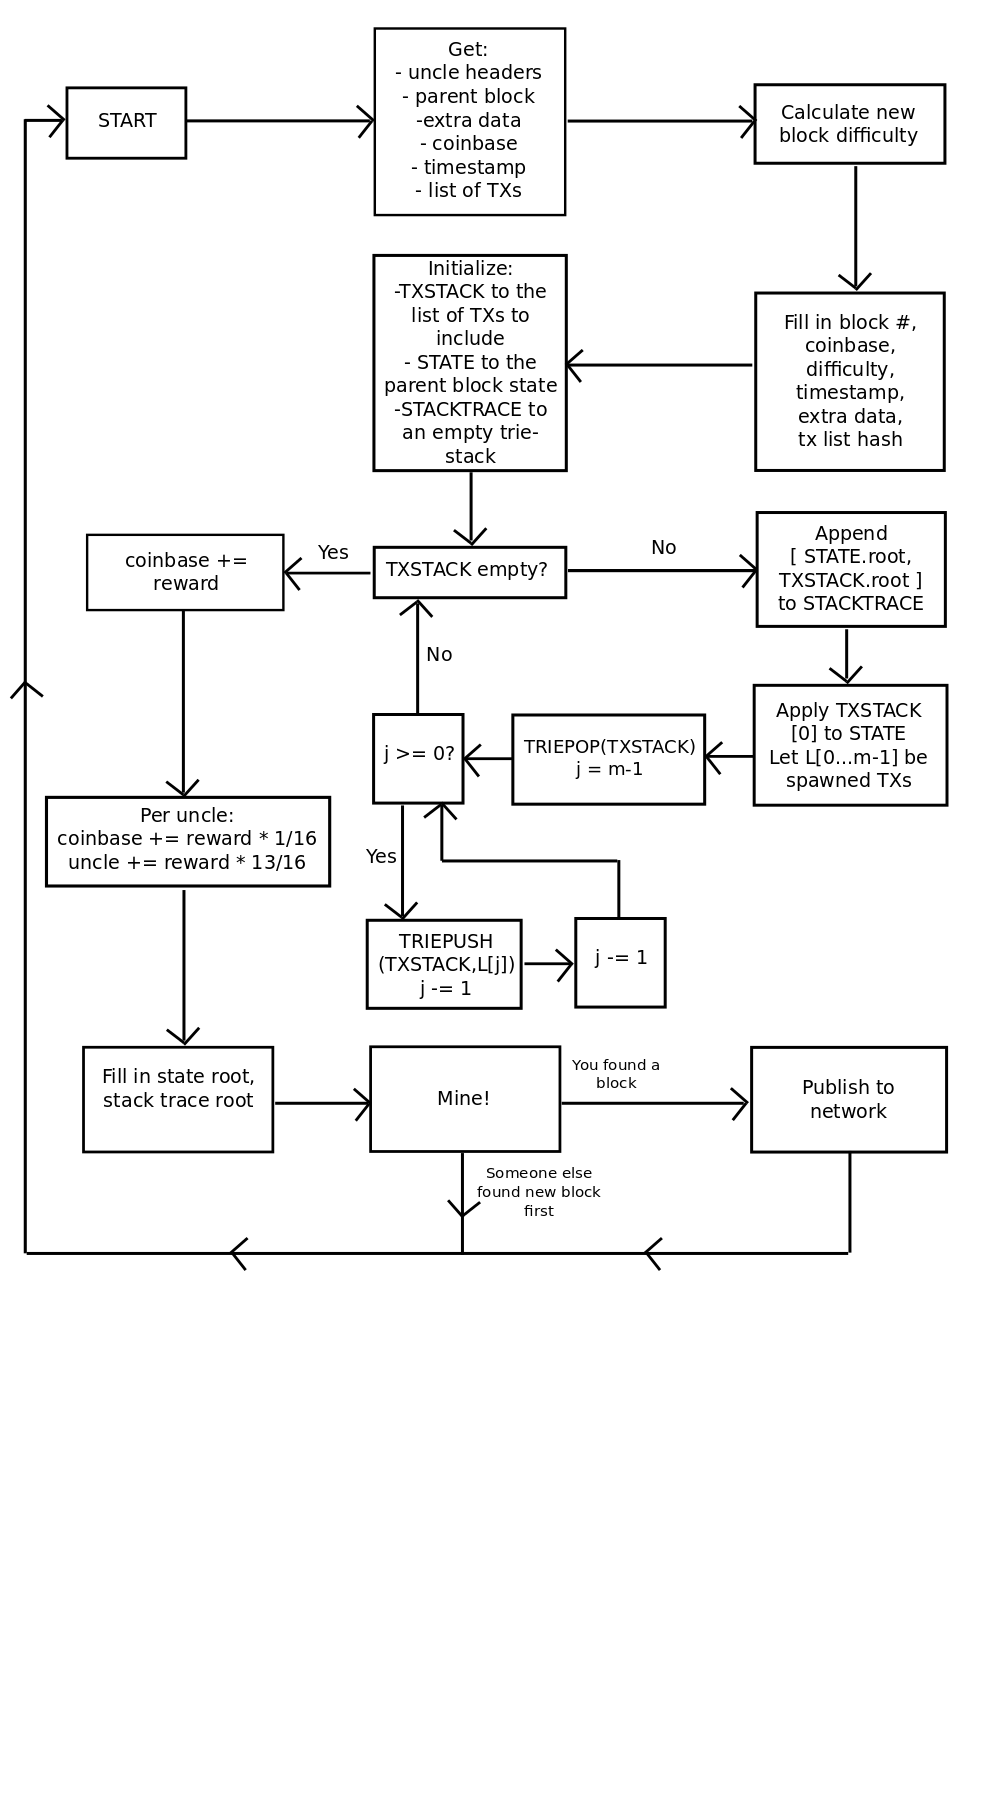 START
Get:
- uncle headers
- parent block
-extra data
- coinbase
- timestamp
- list of TXs
Calculate new
block difficulty
Fill in block #,
coinbase,
difficulty,
timestamp,
extra data,
tx list hash
Initialize:
-TXSTACK to the
list of TXs to
include
- STATE to the
parent block state
-STACKTRACE to
an empty trie-
stack
TXSTACK empty?
Yes
No
coinbase +=
reward
Append
[ STATE.root,
TXSTACK.root ]
to STACKTRACE
Apply TXSTACK
[0] to STATE
Let L[0...m-1] be
spawned TXs
TRIEPOP(TXSTACK)
j = m-1
j >= 0?
No
Yes
TRIEPUSH
(TXSTACK,L[j])
j -= 1
j -= 1
Per uncle:
coinbase += reward * 1/16
uncle += reward * 13/16
Fill in state root,
stack trace root
Mine!
You found a
block
Publish to
network
Someone else
found new block
first